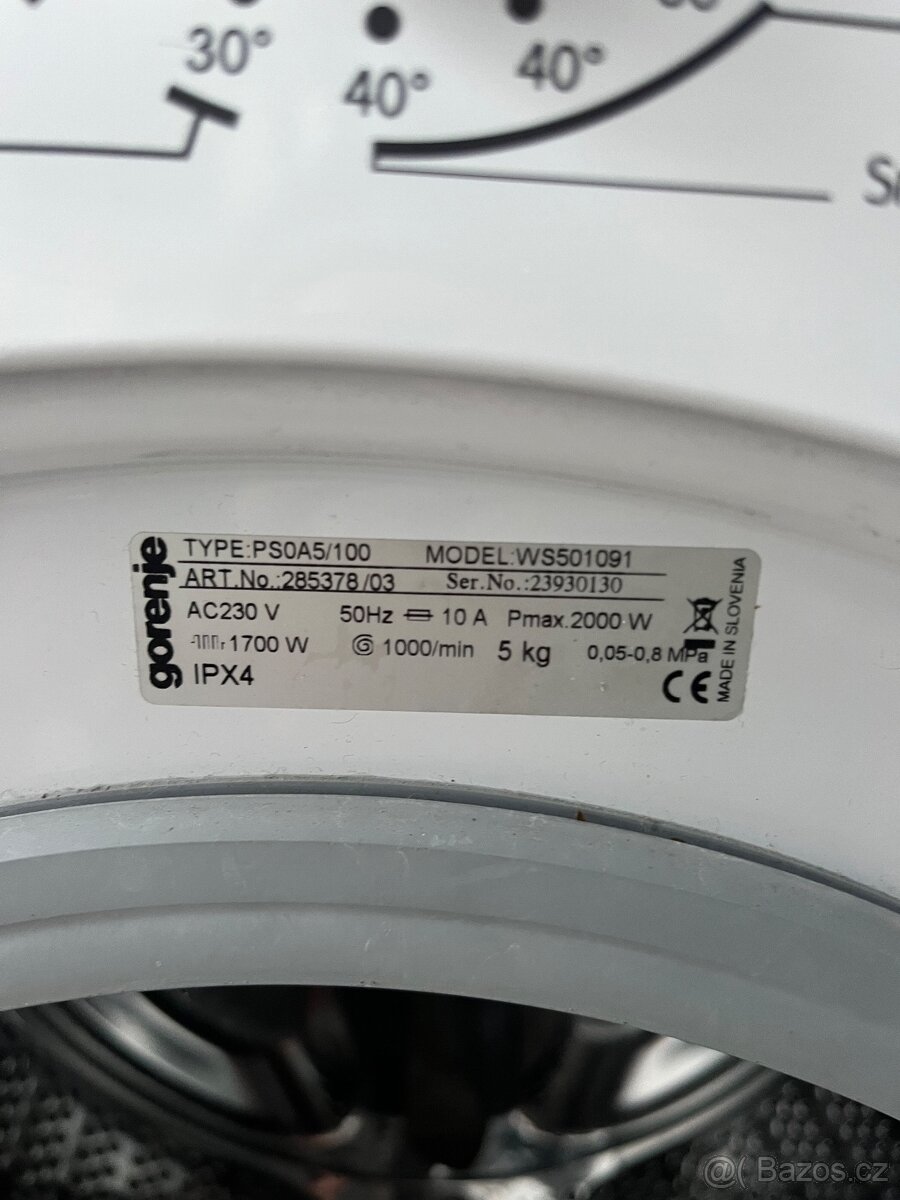 30°
40°
40°
gorenje
TYPE:PS0A5/100 MODEL:WS501091
ART.No.:285378/03 Ser.No.:23930130
AC230 V 50Hz 10 A Pmax.2000 W
1700 W 1000/min 5 kg 0,05-0,8 MPa
IPX4
CE
MADE IN SLOVENIA
@( Bazos.cz